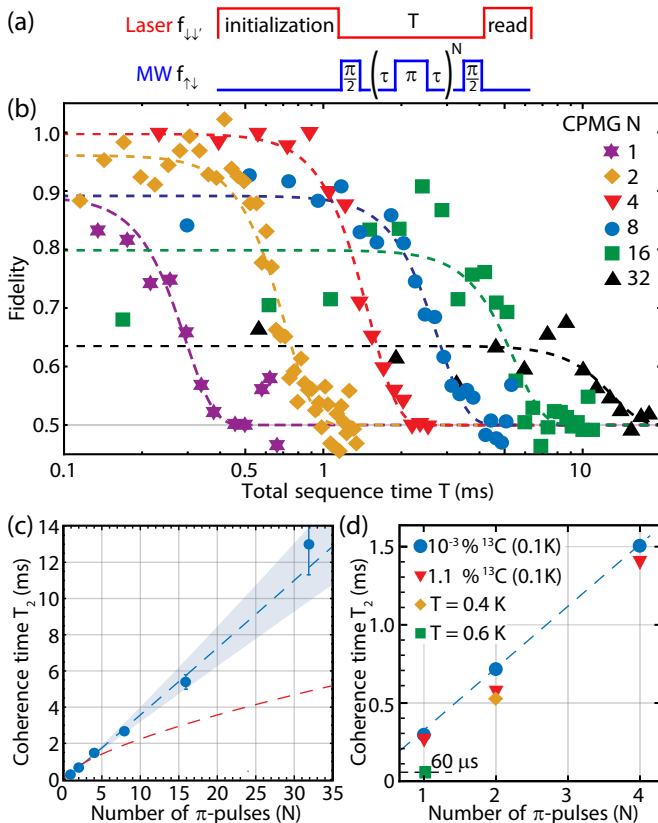 (a)
Laser f↓↓′ initialization T read
MW f↑↓ π/2 ( τ π τ )^N π/2
(b)
Fidelity
1.0
0.9
0.8
0.7
0.6
0.5
CPMG N
1
2
4
8
16
32
0.1 0.5 1 5 10
Total sequence time T (ms)
(c)
Coherence time T₂ (ms)
14
12
10
8
6
4
2
0
0 5 10 15 20 25 30 35
Number of π-pulses (N)
(d)
Coherence time T₂ (ms)
1.5
1.0
0.5
0
10⁻³ % ¹³C (0.1K)
1.1 % ¹³C (0.1K)
T = 0.4 K
T = 0.6 K
60 μs
1 2 3 4
Number of π-pulses (N)